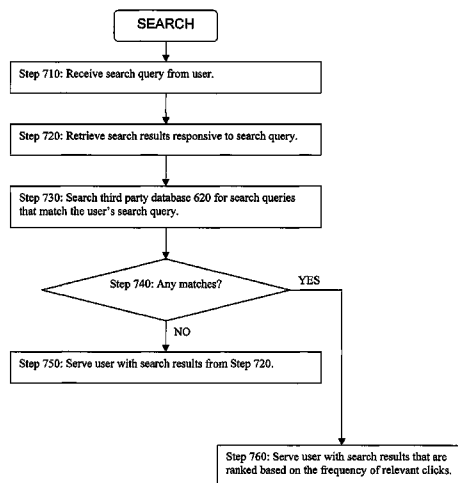 SEARCH
Step 710: Receive search query from user.
Step 720: Retrieve search results responsive to search query.
Step 730: Search third party database 620 for search queries
that match the user's search query.
Step 740: Any matches?
YES
NO
Step 750: Serve user with search results from Step 720.
Step 760: Serve user with search results that are
ranked based on the frequency of relevant clicks.